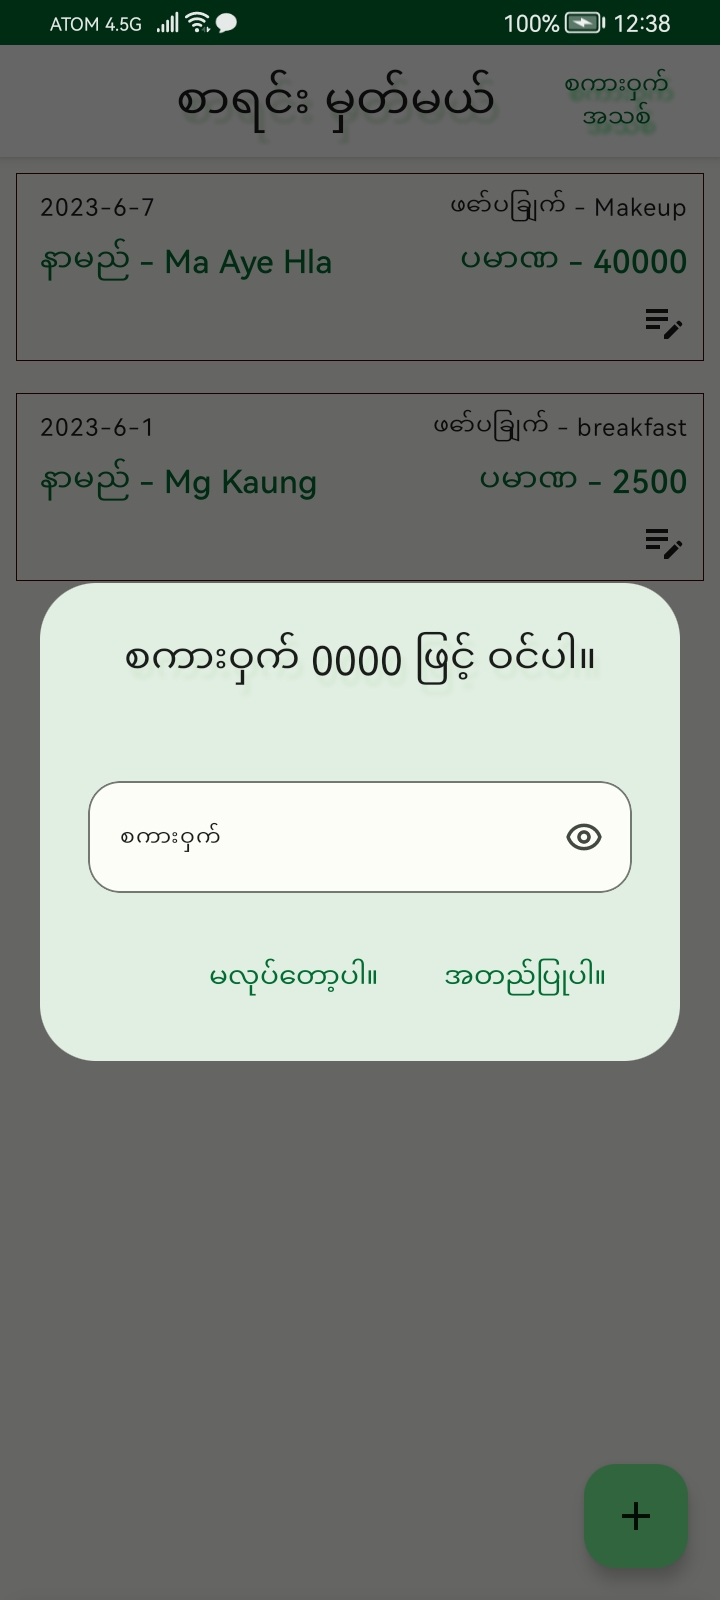 ATOM 4.5G 100% 12:38
စာရင်း မှတ်မယ်
စကားဝှက်
အသစ်
2023-6-7 ဖော်ပြချက် - Makeup
နာမည် - Ma Aye Hla ပမာဏ - 40000
2023-6-1 ဖော်ပြချက် - breakfast
နာမည် - Mg Kaung ပမာဏ - 2500
စကားဝှက် 0000 ဖြင့် ဝင်ပါ။
စကားဝှက်
မလုပ်တော့ပါ။ အတည်ပြုပါ။